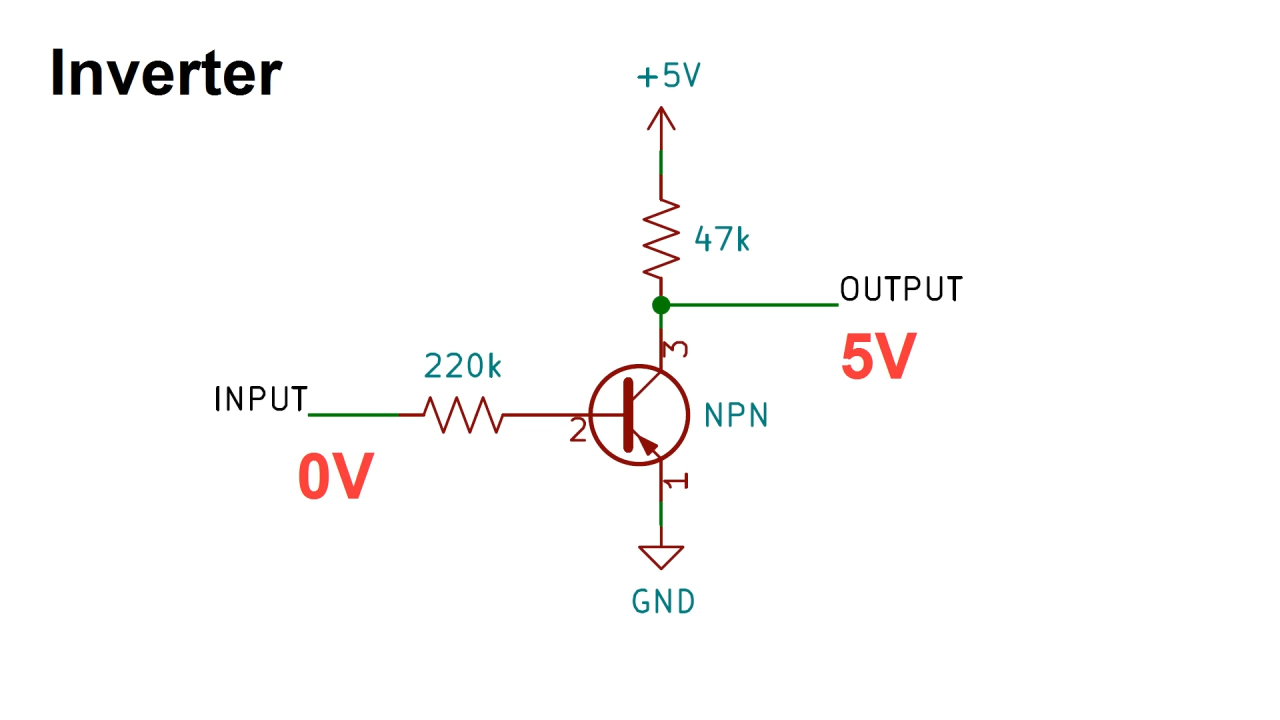 Inverter
+5V
47k
OUTPUT
5V
3
220k
INPUT
0V
2
NPN
1
GND